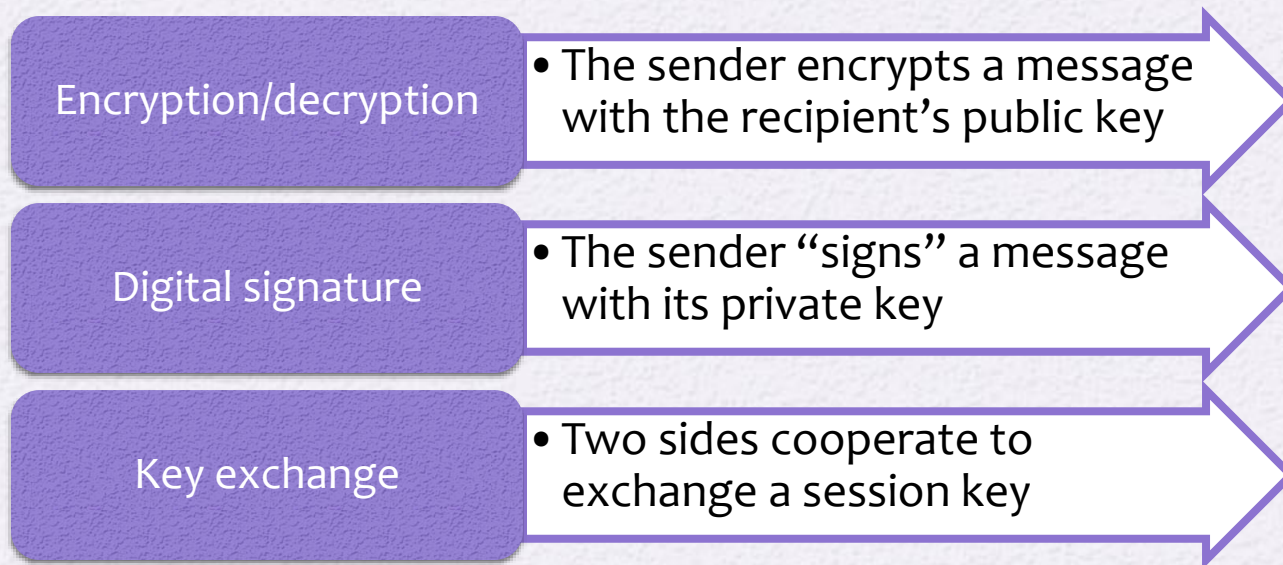 Encryption/decryption
• The sender encrypts a message
with the recipient’s public key
Digital signature
• The sender “signs” a message
with its private key
Key exchange
• Two sides cooperate to
exchange a session key